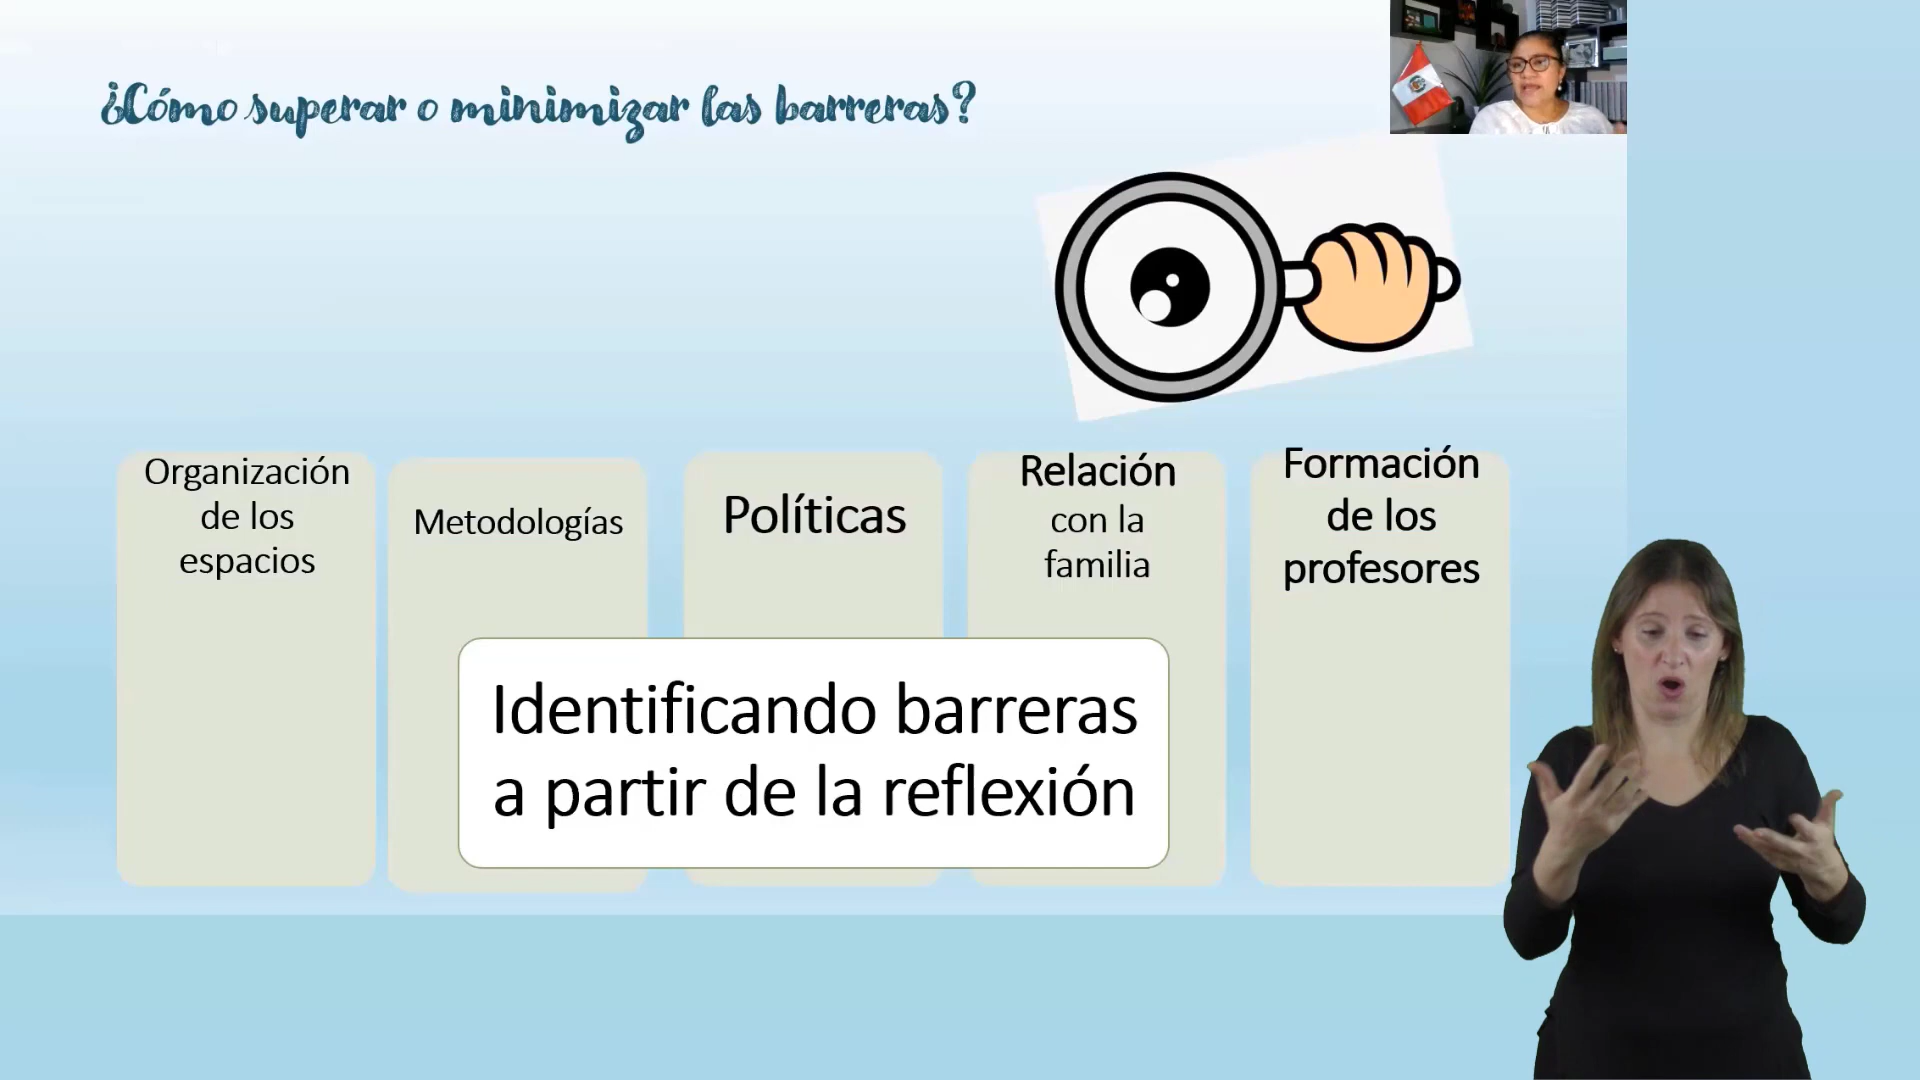 ¿Cómo superar o minimizar las barreras?
Organización
de los
espacios
Metodologías
Políticas
Relación
con la
familia
Formación
de los
profesores
Identificando barreras
a partir de la reflexión